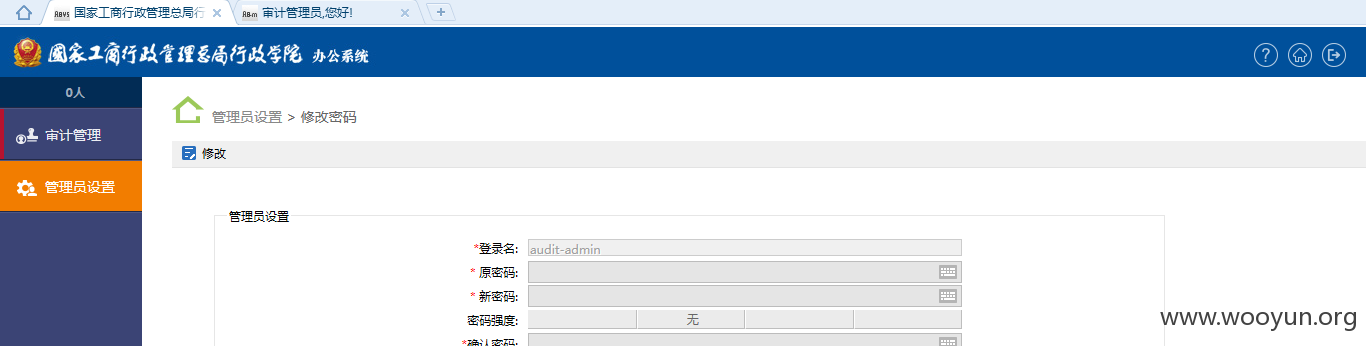 A8VS 国家工商行政管理总局行 ×
A8m 审计管理员,您好! ×
国家工商行政管理总局行政学院 办公系统
0人
审计管理
管理员设置
管理员设置 > 修改密码
修改
管理员设置
*登录名: audit-admin
* 原密码:
* 新密码:
密码强度: 无
*确认密码:
www.wooyun.org